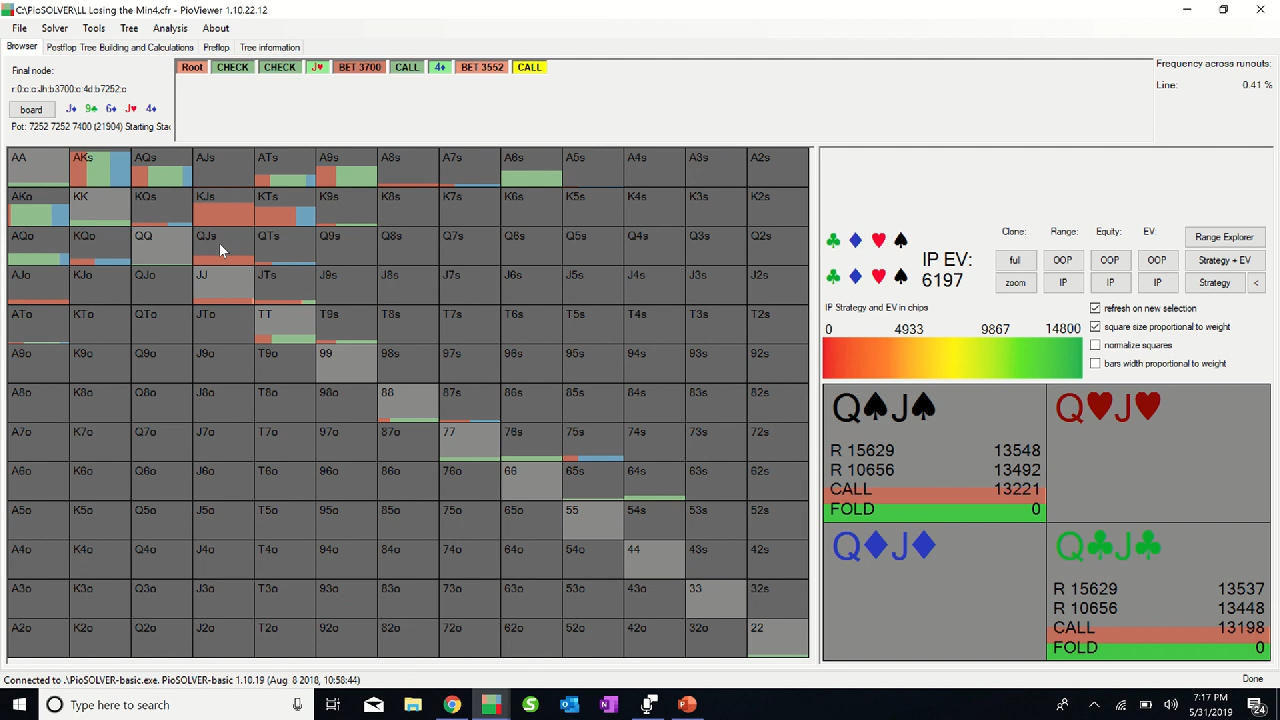 C:\PioSOLVER\LL Losing the Min4.cfr - PioViewer 1.10.22.12
File Solver Tools Tree Analysis About
Browser Postflop Tree Building and Calculations Preflop Tree information
Final node:
r:0:c:c:Jh:b3700:c:4d:b7252:c
board J♦ 9♣ 6♦ J♥ 4♦
Pot: 7252 7252 7400 (21904) Starting Stac
Root CHECK CHECK J♥ BET 3700 CALL 4♦ BET 3552 CALL
Frequency across runouts:
Line: 0.41 %
AA AKs AQs AJs ATs A9s A8s A7s A6s A5s A4s A3s A2s
AKo KK KQs KJs KTs K9s K8s K7s K6s K5s K4s K3s K2s
AQo KQo QQ QJs QTs Q9s Q8s Q7s Q6s Q5s Q4s Q3s Q2s
AJo KJo QJo JJ JTs J9s J8s J7s J6s J5s J4s J3s J2s
ATo KTo QTo JTo TT T9s T8s T7s T6s T5s T4s T3s T2s
A9o K9o Q9o J9o T9o 99 98s 97s 96s 95s 94s 93s 92s
A8o K8o Q8o J8o T8o 98o 88 87s 86s 85s 84s 83s 82s
A7o K7o Q7o J7o T7o 97o 87o 77 76s 75s 74s 73s 72s
A6o K6o Q6o J6o T6o 96o 86o 76o 66 65s 64s 63s 62s
A5o K5o Q5o J5o T5o 95o 85o 75o 65o 55 54s 53s 52s
A4o K4o Q4o J4o T4o 94o 84o 74o 64o 54o 44 43s 42s
A3o K3o Q3o J3o T3o 93o 83o 73o 63o 53o 43o 33 32s
A2o K2o Q2o J2o T2o 92o 82o 72o 62o 52o 42o 32o 22
♣ ♦ ♥ ♠
♣ ♦ ♥ ♠
IP EV:
6197
Clone: Range: Equity: EV:
Range Explorer
full OOP OOP OOP Strategy + EV
zoom IP IP IP Strategy <
IP Strategy and EV in chips
0 4933 9867 14800
refresh on new selection
square size proportional to weight
normalize squares
bars width proportional to weight
Q♠J♠
R 15629 13548
R 10656 13492
CALL 13221
FOLD 0
Q♥J♥
Q♦J♦
Q♣J♣
R 15629 13537
R 10656 13448
CALL 13198
FOLD 0
Connected to .\PioSOLVER-basic.exe. PioSOLVER-basic 1.10.19 (Aug 8 2018, 10:58:44) Done
Type here to search
7:17 PM
5/31/2019
24